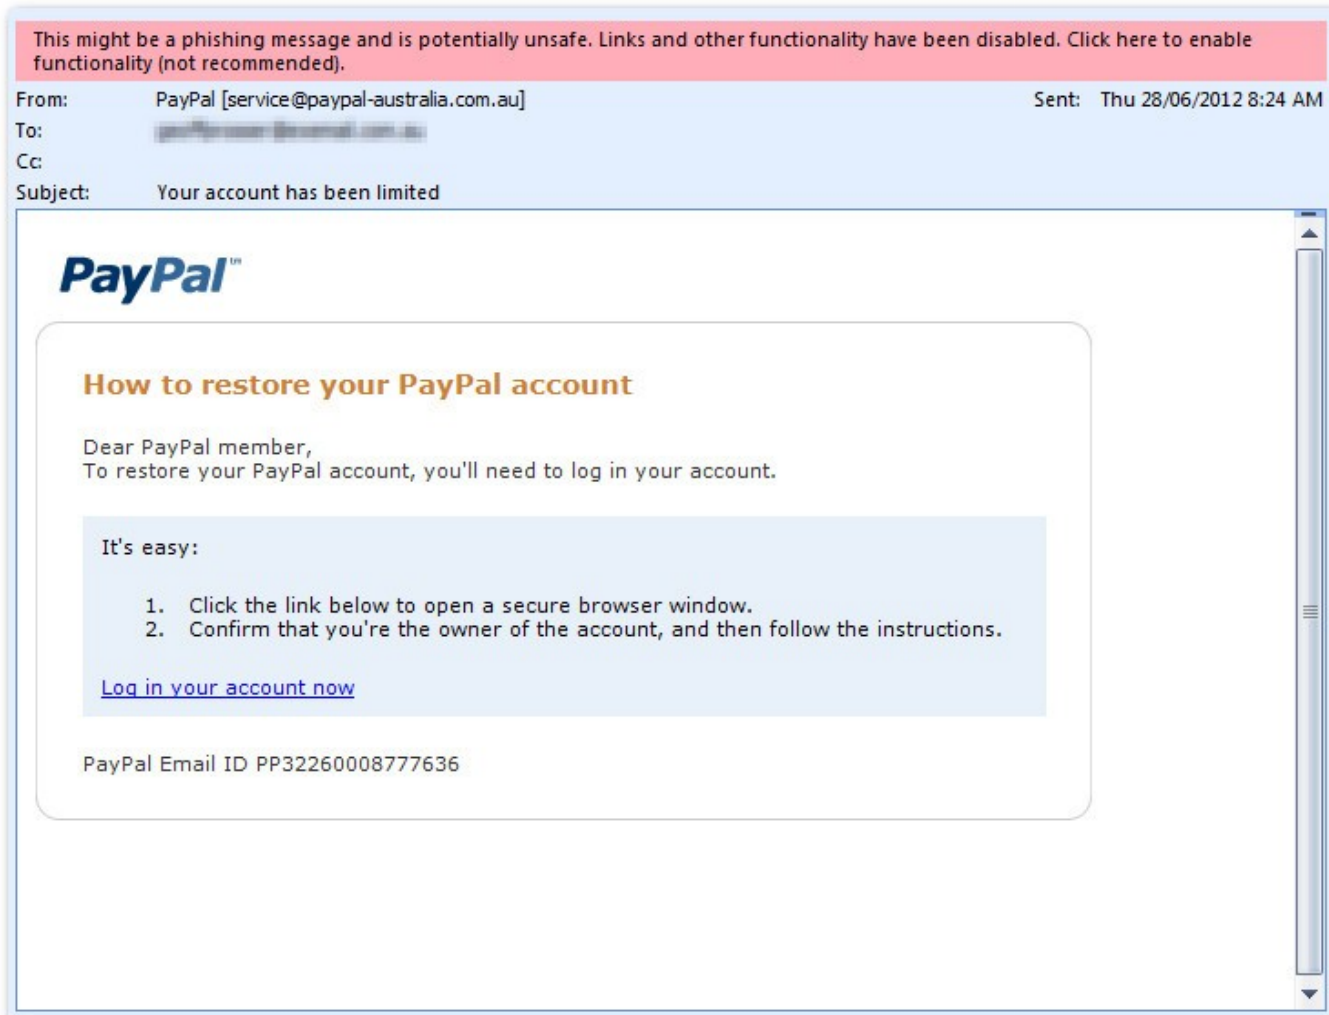 This might be a phishing message and is potentially unsafe. Links and other functionality have been disabled. Click here to enable
functionality (not recommended).
From: PayPal [service@paypal-australia.com.au] Sent: Thu 28/06/2012 8:24 AM
To:
Cc:
Subject: Your account has been limited
PayPal™
How to restore your PayPal account
Dear PayPal member,
To restore your PayPal account, you'll need to log in your account.
It's easy:
1. Click the link below to open a secure browser window.
2. Confirm that you're the owner of the account, and then follow the instructions.
Log in your account now
PayPal Email ID PP32260008777636